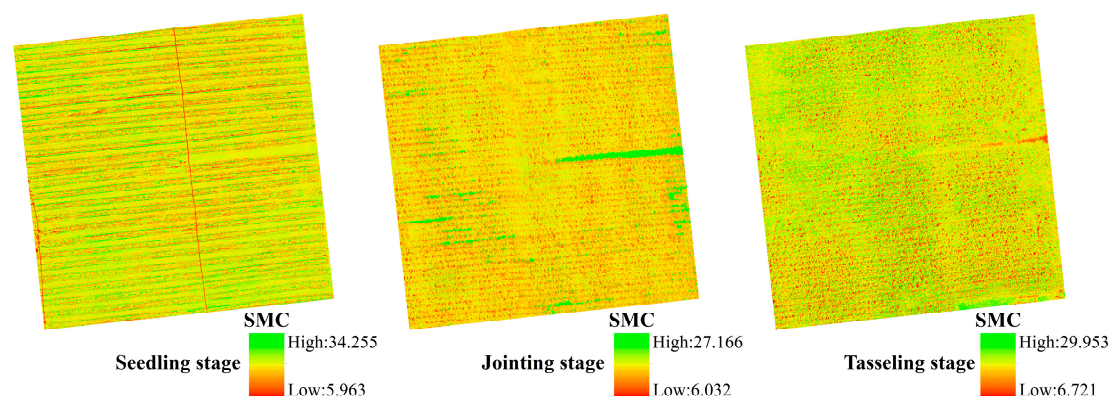 SMC
High:34.255
Seedling stage
Low:5.963
SMC
High:27.166
Jointing stage
Low:6.032
SMC
High:29.953
Tasseling stage
Low:6.721